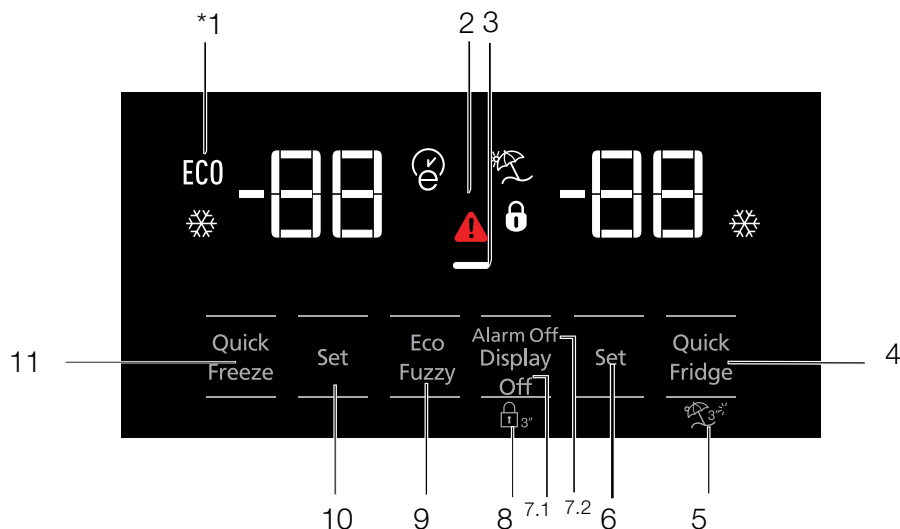 *1
2 3
ECO -88 e -88
Quick Freeze
Set
Eco Fuzzy
Alarm Off
Display Off
Set
Quick Fridge
3"
3"
11
4
10
9
8
7.1
7.2
6
5